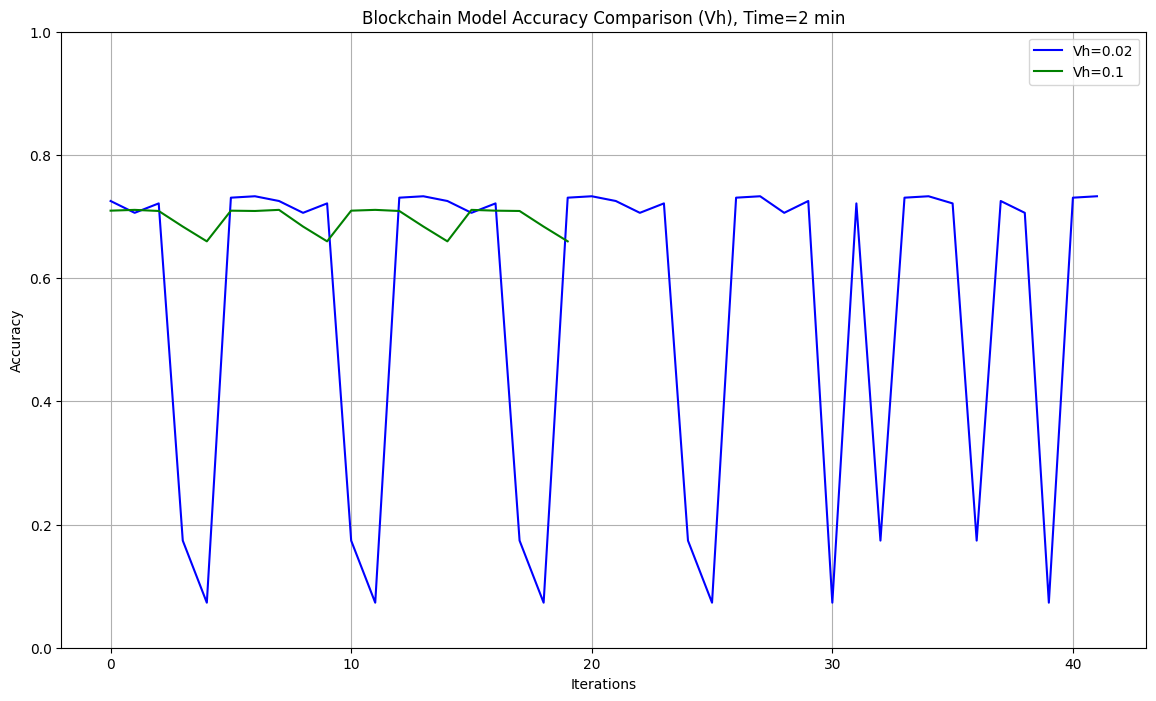 Blockchain Model Accuracy Comparison (Vh), Time=2 min
1.0
0.8
0.6
0.4
0.2
0.0
Accuracy
Vh=0.02
Vh=0.1
0 10 20 30 40
Iterations